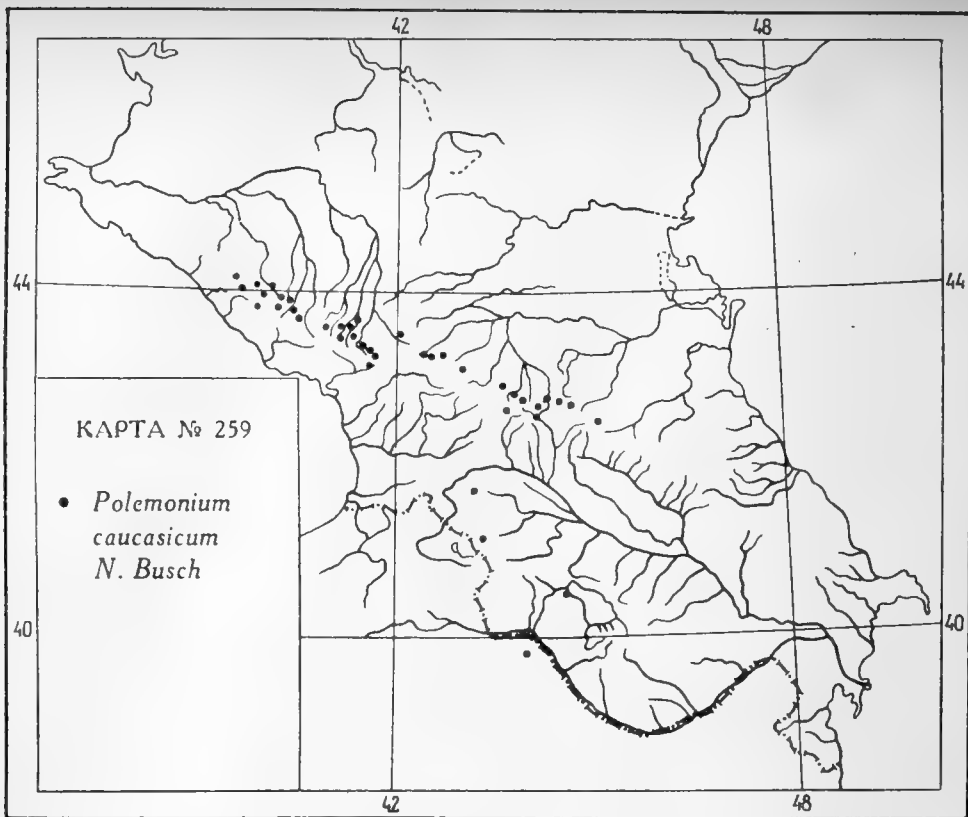 42 48
44 44
КАРТА № 259
Polemonium
caucasicum
N. Busch
40 40
42 48